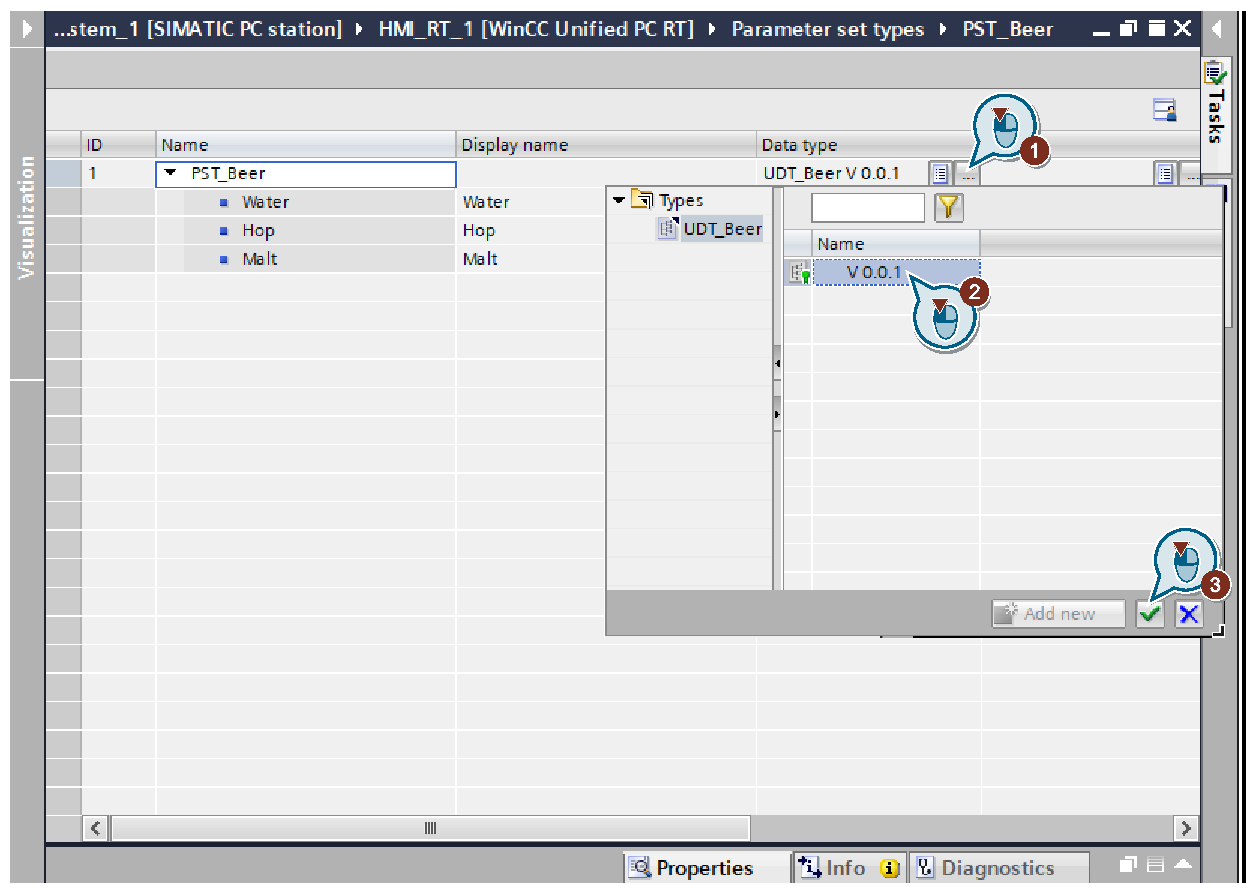 ...stem_1 [SIMATIC PC station] HMI_RT_1 [WinCC Unified PC RT] Parameter set types PST_Beer
Tasks
Visualization
ID Name Display name Data type
1 PST_Beer UDT_Beer V 0.0.1 ... ...
1
Water Water
Hop Hop
Malt Malt
Types
UDT_Beer
Name
V 0.0.1
2
3
Add new
Properties Info Diagnostics